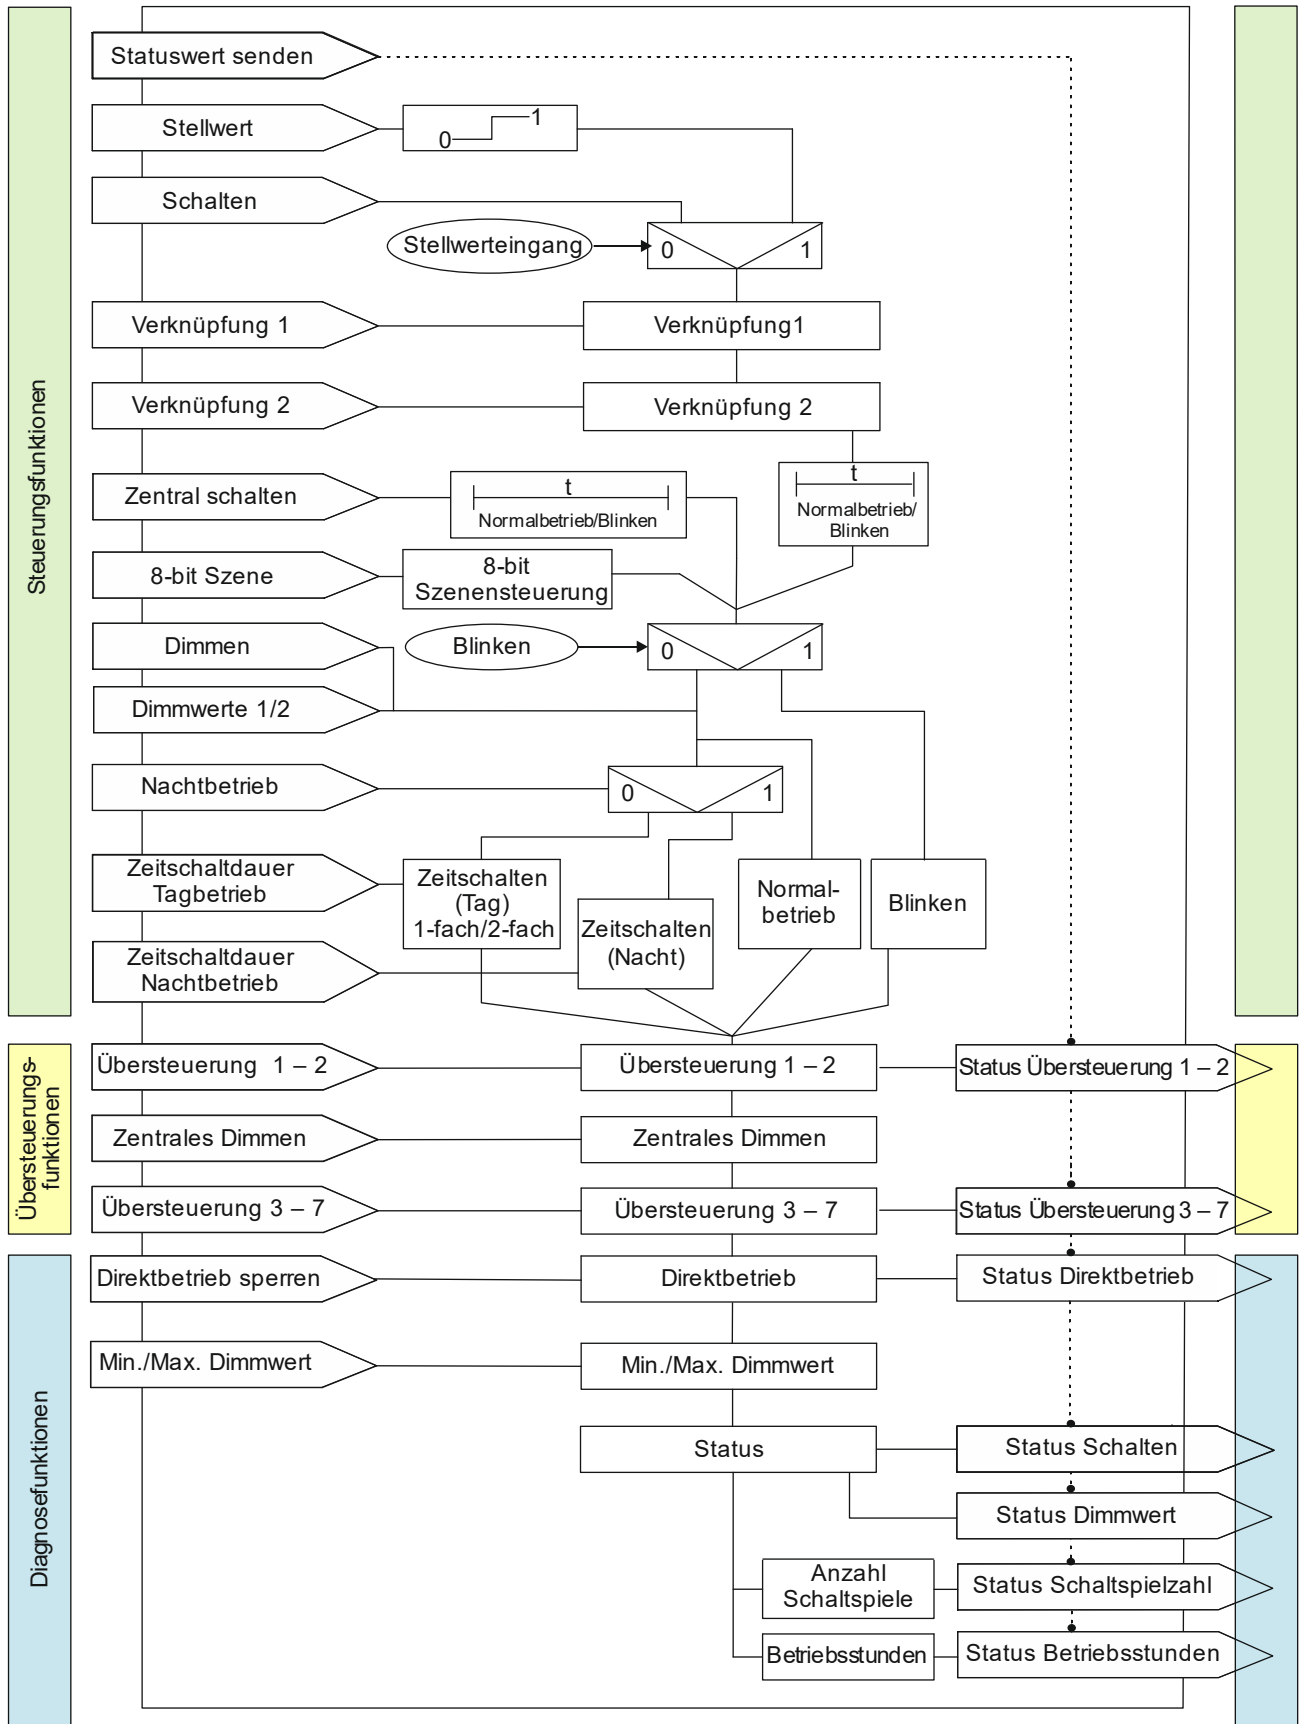 Steuerungsfunktionen
Statuswert senden
Stellwert
0
1
Schalten
Stellwerteingang
0
1
Verknüpfung 1
Verknüpfung1
Verknüpfung 2
Verknüpfung 2
Zentral schalten
t
Normalbetrieb/Blinken
t
Normalbetrieb/
Blinken
8-bit Szene
8-bit
Szenensteuerung
Dimmen
Blinken
0
1
Dimmwerte 1/2
Nachtbetrieb
0
1
Zeitschaltdauer
Tagbetrieb
Zeitschalten
(Tag)
1-fach/2-fach
Zeitschalten
(Nacht)
Normal-
betrieb
Blinken
Zeitschaltdauer
Nachtbetrieb
Übersteuerungs-
funktionen
Übersteuerung 1 – 2
Übersteuerung 1 – 2
Status Übersteuerung 1 – 2
Zentrales Dimmen
Zentrales Dimmen
Übersteuerung 3 – 7
Übersteuerung 3 – 7
Status Übersteuerung 3 – 7
Diagnosefunktionen
Direktbetrieb sperren
Direktbetrieb
Status Direktbetrieb
Min./Max. Dimmwert
Min./Max. Dimmwert
Status
Status Schalten
Status Dimmwert
Anzahl
Schaltspiele
Status Schaltspielzahl
Betriebsstunden
Status Betriebsstunden